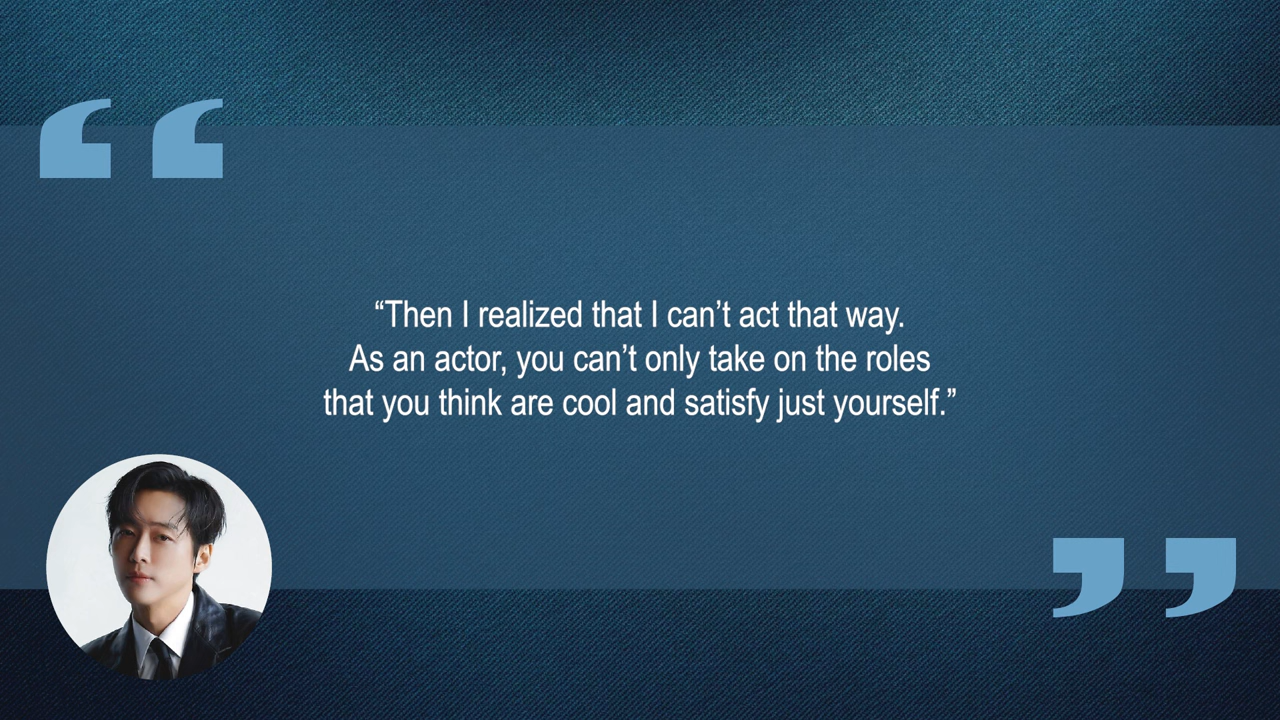 “Then I realized that I can’t act that way.
As an actor, you can’t only take on the roles
that you think are cool and satisfy just yourself.”